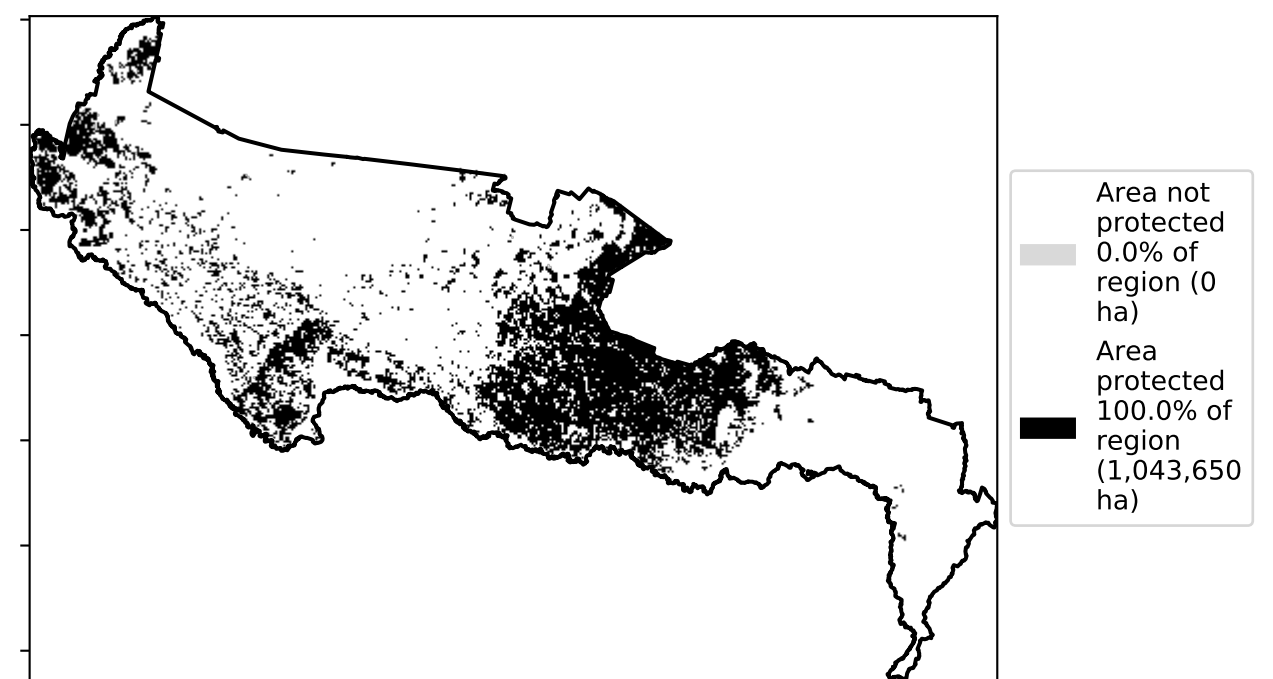 Area not
protected
0.0% of
region (0
ha)
Area
protected
100.0% of
region
(1,043,650
ha)